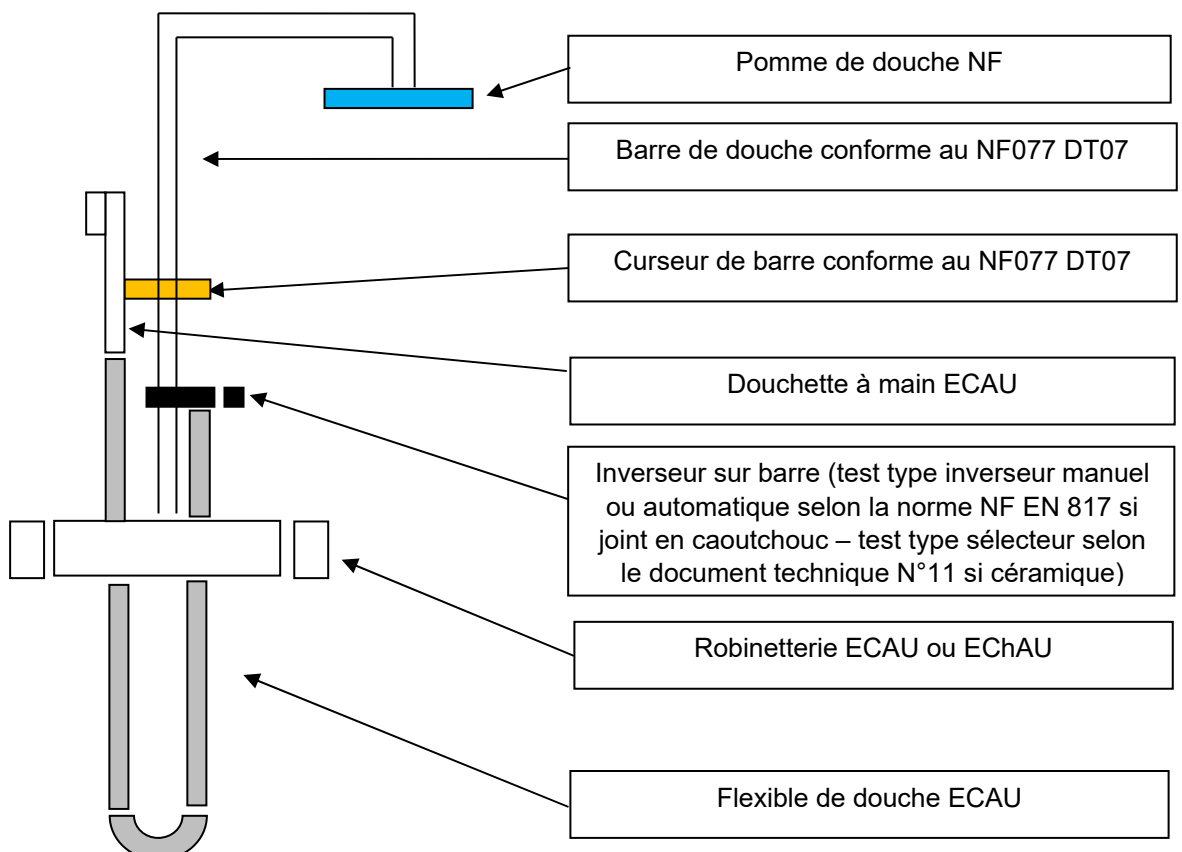 Pomme de douche NF
Barre de douche conforme au NF077 DT07
Curseur de barre conforme au NF077 DT07
Douchette à main ECAU
Inverseur sur barre (test type inverseur manuel
ou automatique selon la norme NF EN 817 si
joint en caoutchouc – test type sélecteur selon
le document technique N°11 si céramique)
Robinetterie ECAU ou EChAU
Flexible de douche ECAU